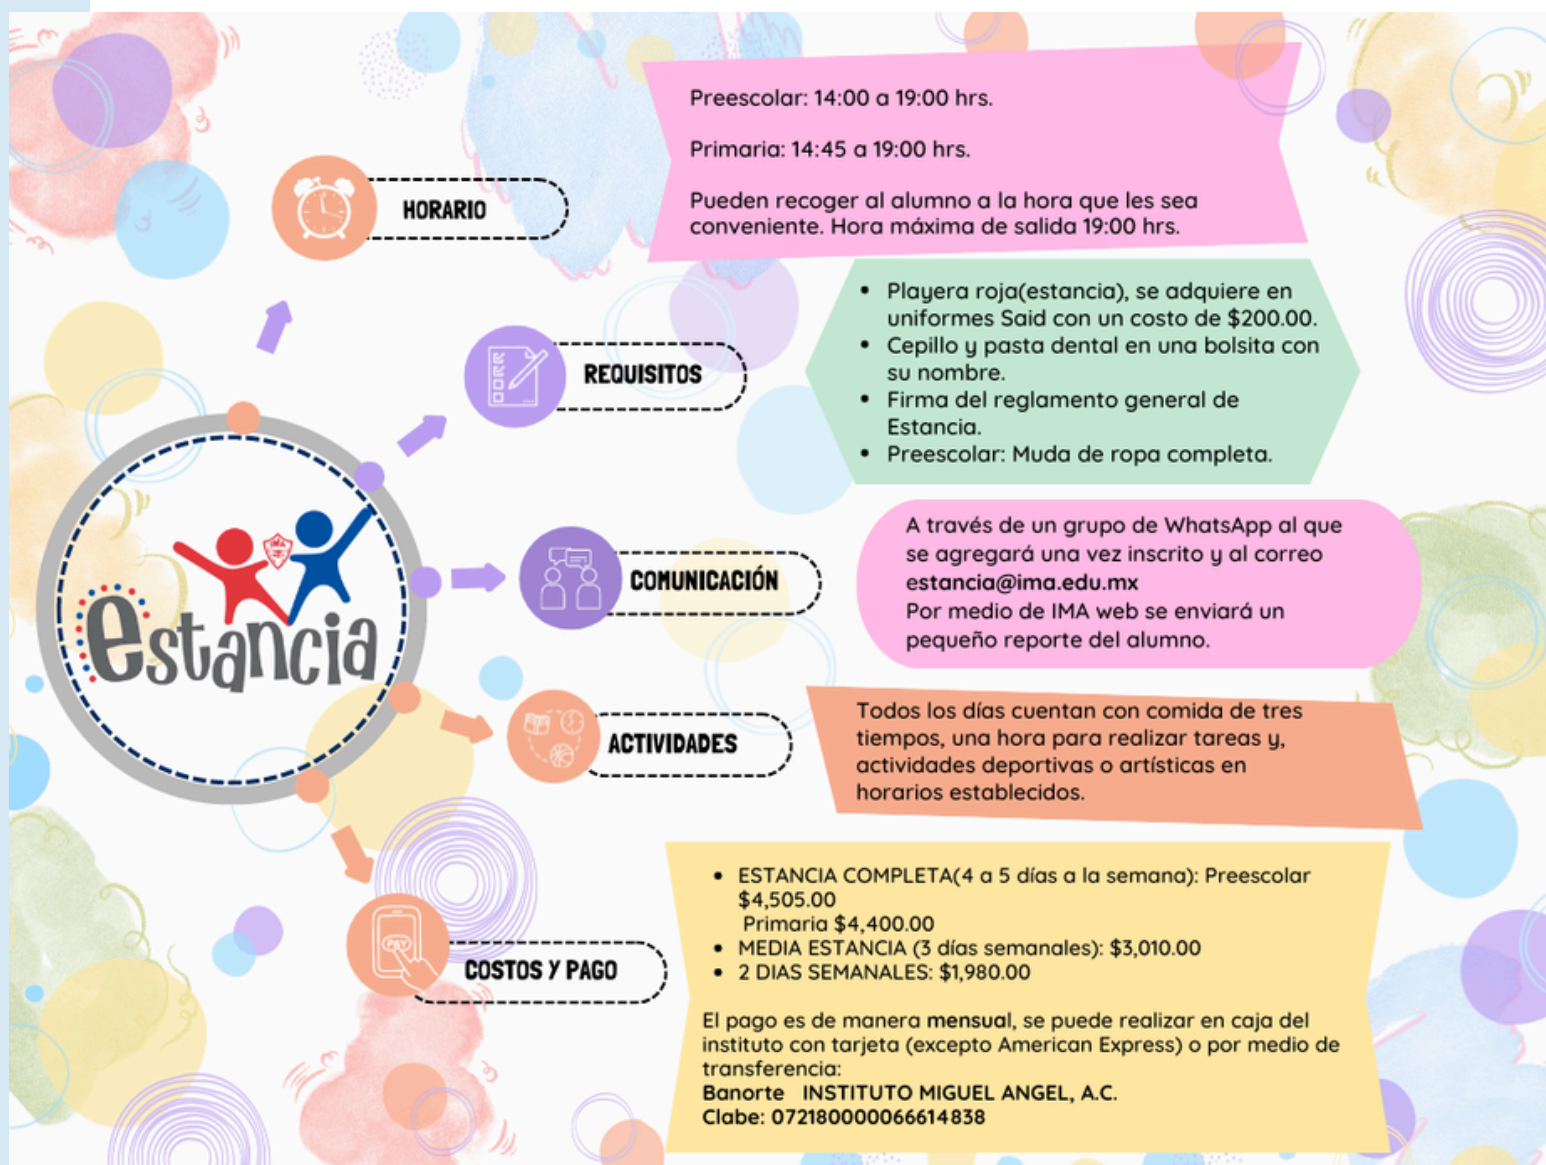 Preescolar: 14:00 a 19:00 hrs.
Primaria: 14:45 a 19:00 hrs.
Pueden recoger al alumno a la hora que les sea
conveniente. Hora máxima de salida 19:00 hrs.
HORARIO
• Playera roja(estancia), se adquiere en
uniformes Said con un costo de $200.00.
• Cepillo y pasta dental en una bolsita con
su nombre.
• Firma del reglamento general de
Estancia.
• Preescolar: Muda de ropa completa.
REQUISITOS
A través de un grupo de WhatsApp al que
se agregará una vez inscrito y al correo
estancia@ima.edu.mx
Por medio de IMA web se enviará un
pequeño reporte del alumno.
COMUNICACIÓN
IMA
estancia
Todos los días cuentan con comida de tres
tiempos, una hora para realizar tareas y,
actividades deportivas o artísticas en
horarios establecidos.
ACTIVIDADES
• ESTANCIA COMPLETA(4 a 5 días a la semana): Preescolar
$4,505.00
Primaria $4,400.00
• MEDIA ESTANCIA (3 días semanales): $3,010.00
• 2 DIAS SEMANALES: $1,980.00
PAY
COSTOS Y PAGO
El pago es de manera mensual, se puede realizar en caja del
instituto con tarjeta (excepto American Express) o por medio de
transferencia:
Banorte INSTITUTO MIGUEL ANGEL, A.C.
Clabe: 072180000066614838